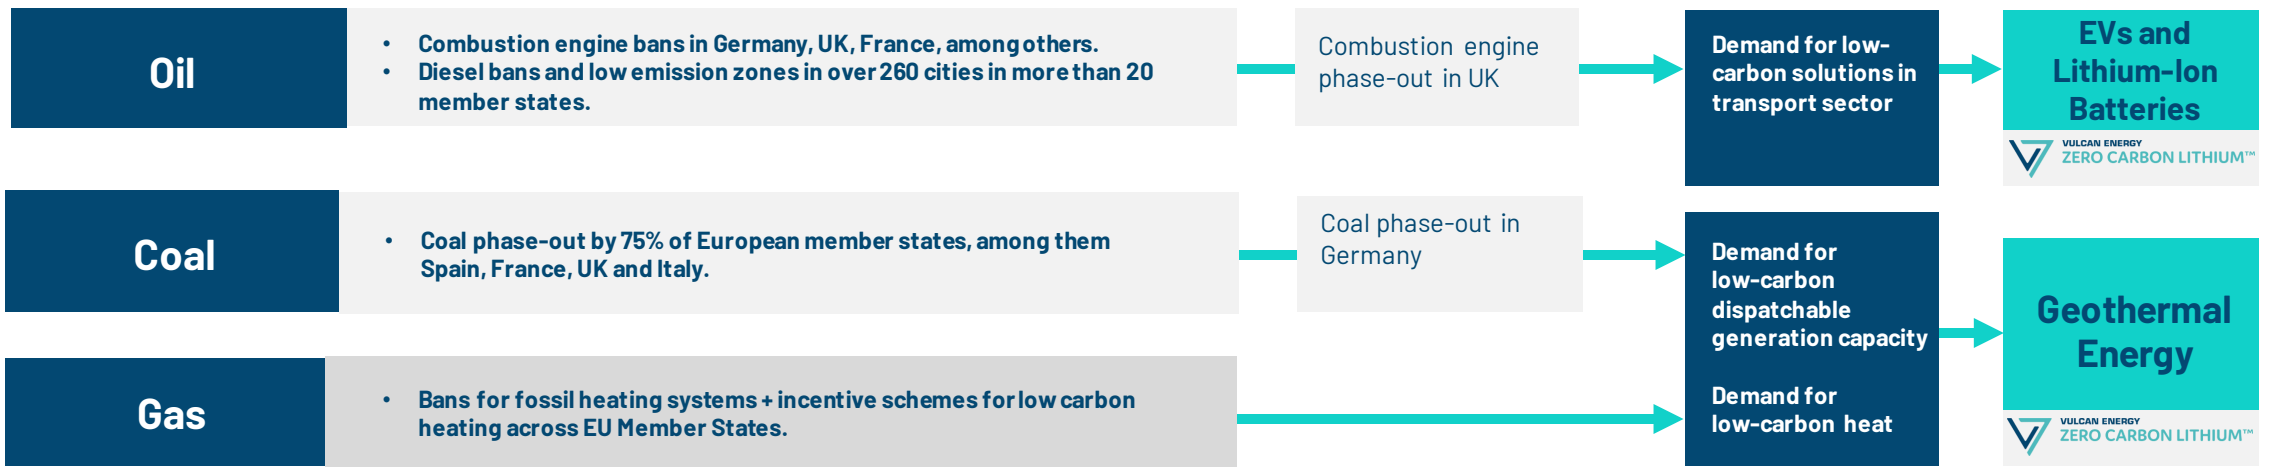 Oil
• Combustion engine bans in Germany, UK, France, among others.
• Diesel bans and low emission zones in over 260 cities in more than 20
member states.
Combustion engine
phase-out in UK
Demand for low-
carbon solutions in
transport sector
EVs and
Lithium-Ion
Batteries
VULCAN ENERGY
ZERO CARBON LITHIUM™
Coal
• Coal phase-out by 75% of European member states, among them
Spain, France, UK and Italy.
Coal phase-out in
Germany
Demand for
low-carbon
dispatchable
generation capacity
Gas
• Bans for fossil heating systems + incentive schemes for low carbon
heating across EU Member States.
Demand for
low-carbon heat
Geothermal
Energy
VULCAN ENERGY
ZERO CARBON LITHIUM™